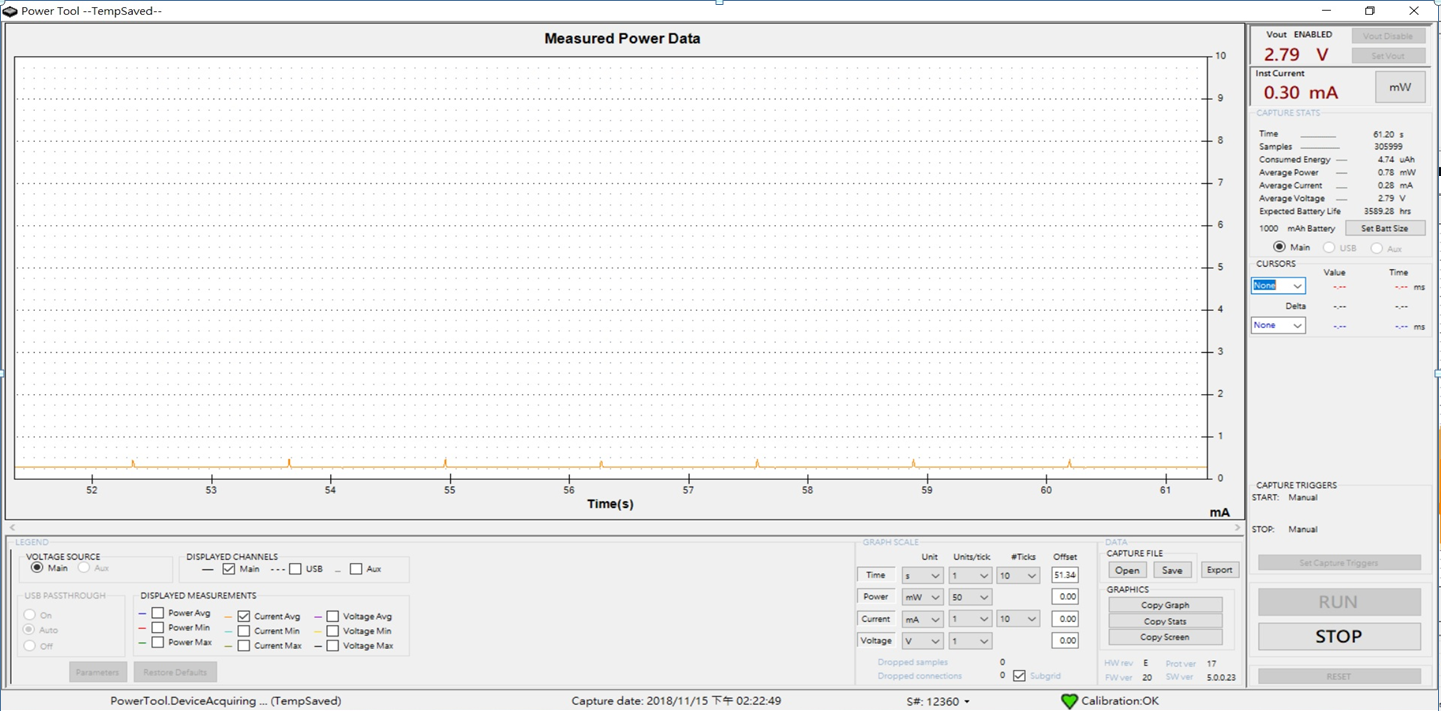 Power Tool --TempSaved--
Measured Power Data
10
9
8
7
6
5
4
3
2
1
0
52 53 54 55 56 57 58 59 60 61
Time(s)
mA
Vout ENABLED
Vout Disable
2.79 V
Set Vout
Inst Current
0.30 mA
mW
CAPTURE STATS
Time 61.20 s
Samples 305999
Consumed Energy 4.74 uAh
Average Power 0.78 mW
Average Current 0.28 mA
Average Voltage 2.79 V
Expected Battery Life 3589.28 hrs
1000 mAh Battery Set Batt Size
Main USB Aux
CURSORS
Value Time
None -.-- -.-- ms
Delta -.-- -.--
None -.-- -.-- ms
CAPTURE TRIGGERS
START: Manual
STOP: Manual
Set Capture Triggers
RUN
STOP
RESET
LEGEND
VOLTAGE SOURCE
Main Aux
DISPLAYED CHANNELS
Main USB Aux
USB PASSTHROUGH
On
Auto
Off
DISPLAYED MEASUREMENTS
Power Avg Current Avg Voltage Avg
Power Min Current Min Voltage Min
Power Max Current Max Voltage Max
Parameters Restore Defaults
GRAPH SCALE
Unit Units/tick #Ticks Offset
Time s 1 10 51.34
Power mW 50 0.00
Current mA 1 10 0.00
Voltage V 1 0.00
Dropped samples 0
Dropped connections 0 Subgrid
DATA
CAPTURE FILE
Open Save Export
GRAPHICS
Copy Graph
Copy Stats
Copy Screen
HW rev E Prot ver 17
FW ver 20 SW ver 5.0.0.23
PowerTool.DeviceAcquiring ... (TempSaved) Capture date: 2018/11/15 下午 02:22:49 S#: 12360 Calibration:OK